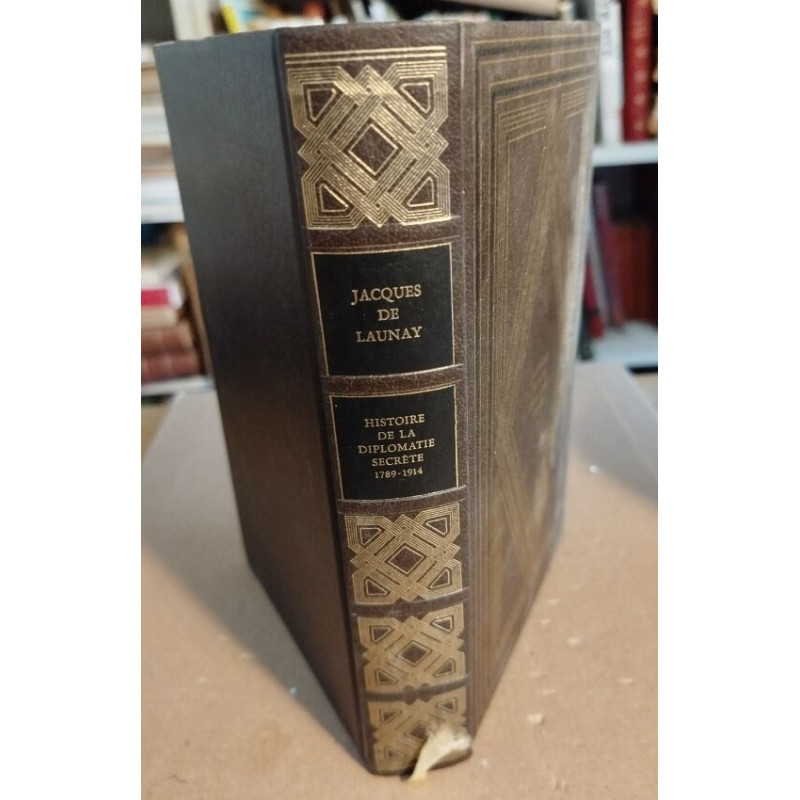 JACQUES
DE
LAUNAY
HISTOIRE
DE LA
DIPLOMATIE
SECRÈTE
1789-1914